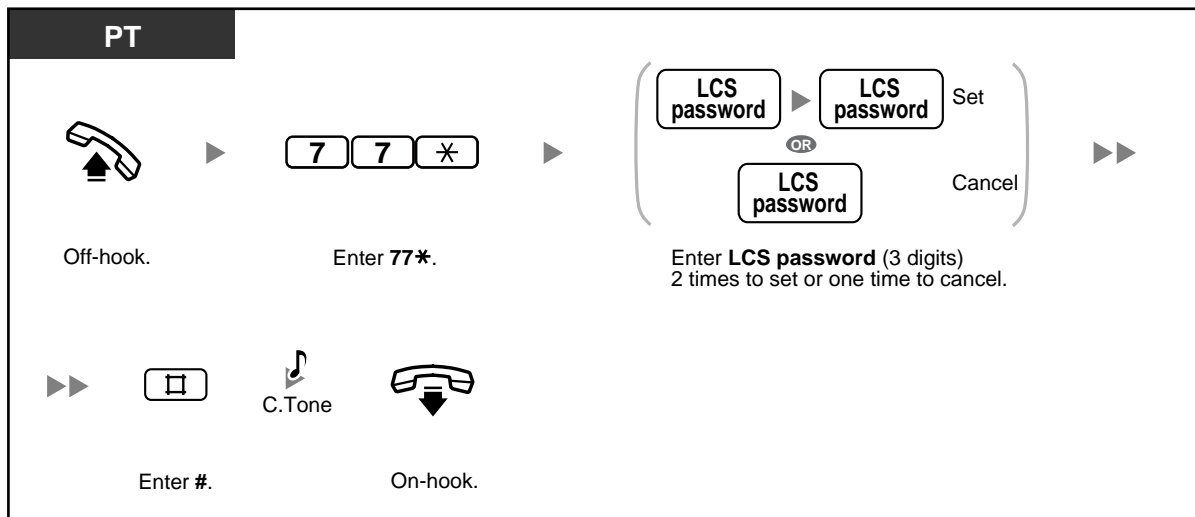 PT
LCS password LCS password Set
OR
LCS password Cancel
7 7 *
Off-hook.
Enter 77*.
Enter LCS password (3 digits)
2 times to set or one time to cancel.
#
C.Tone
Enter #.
On-hook.